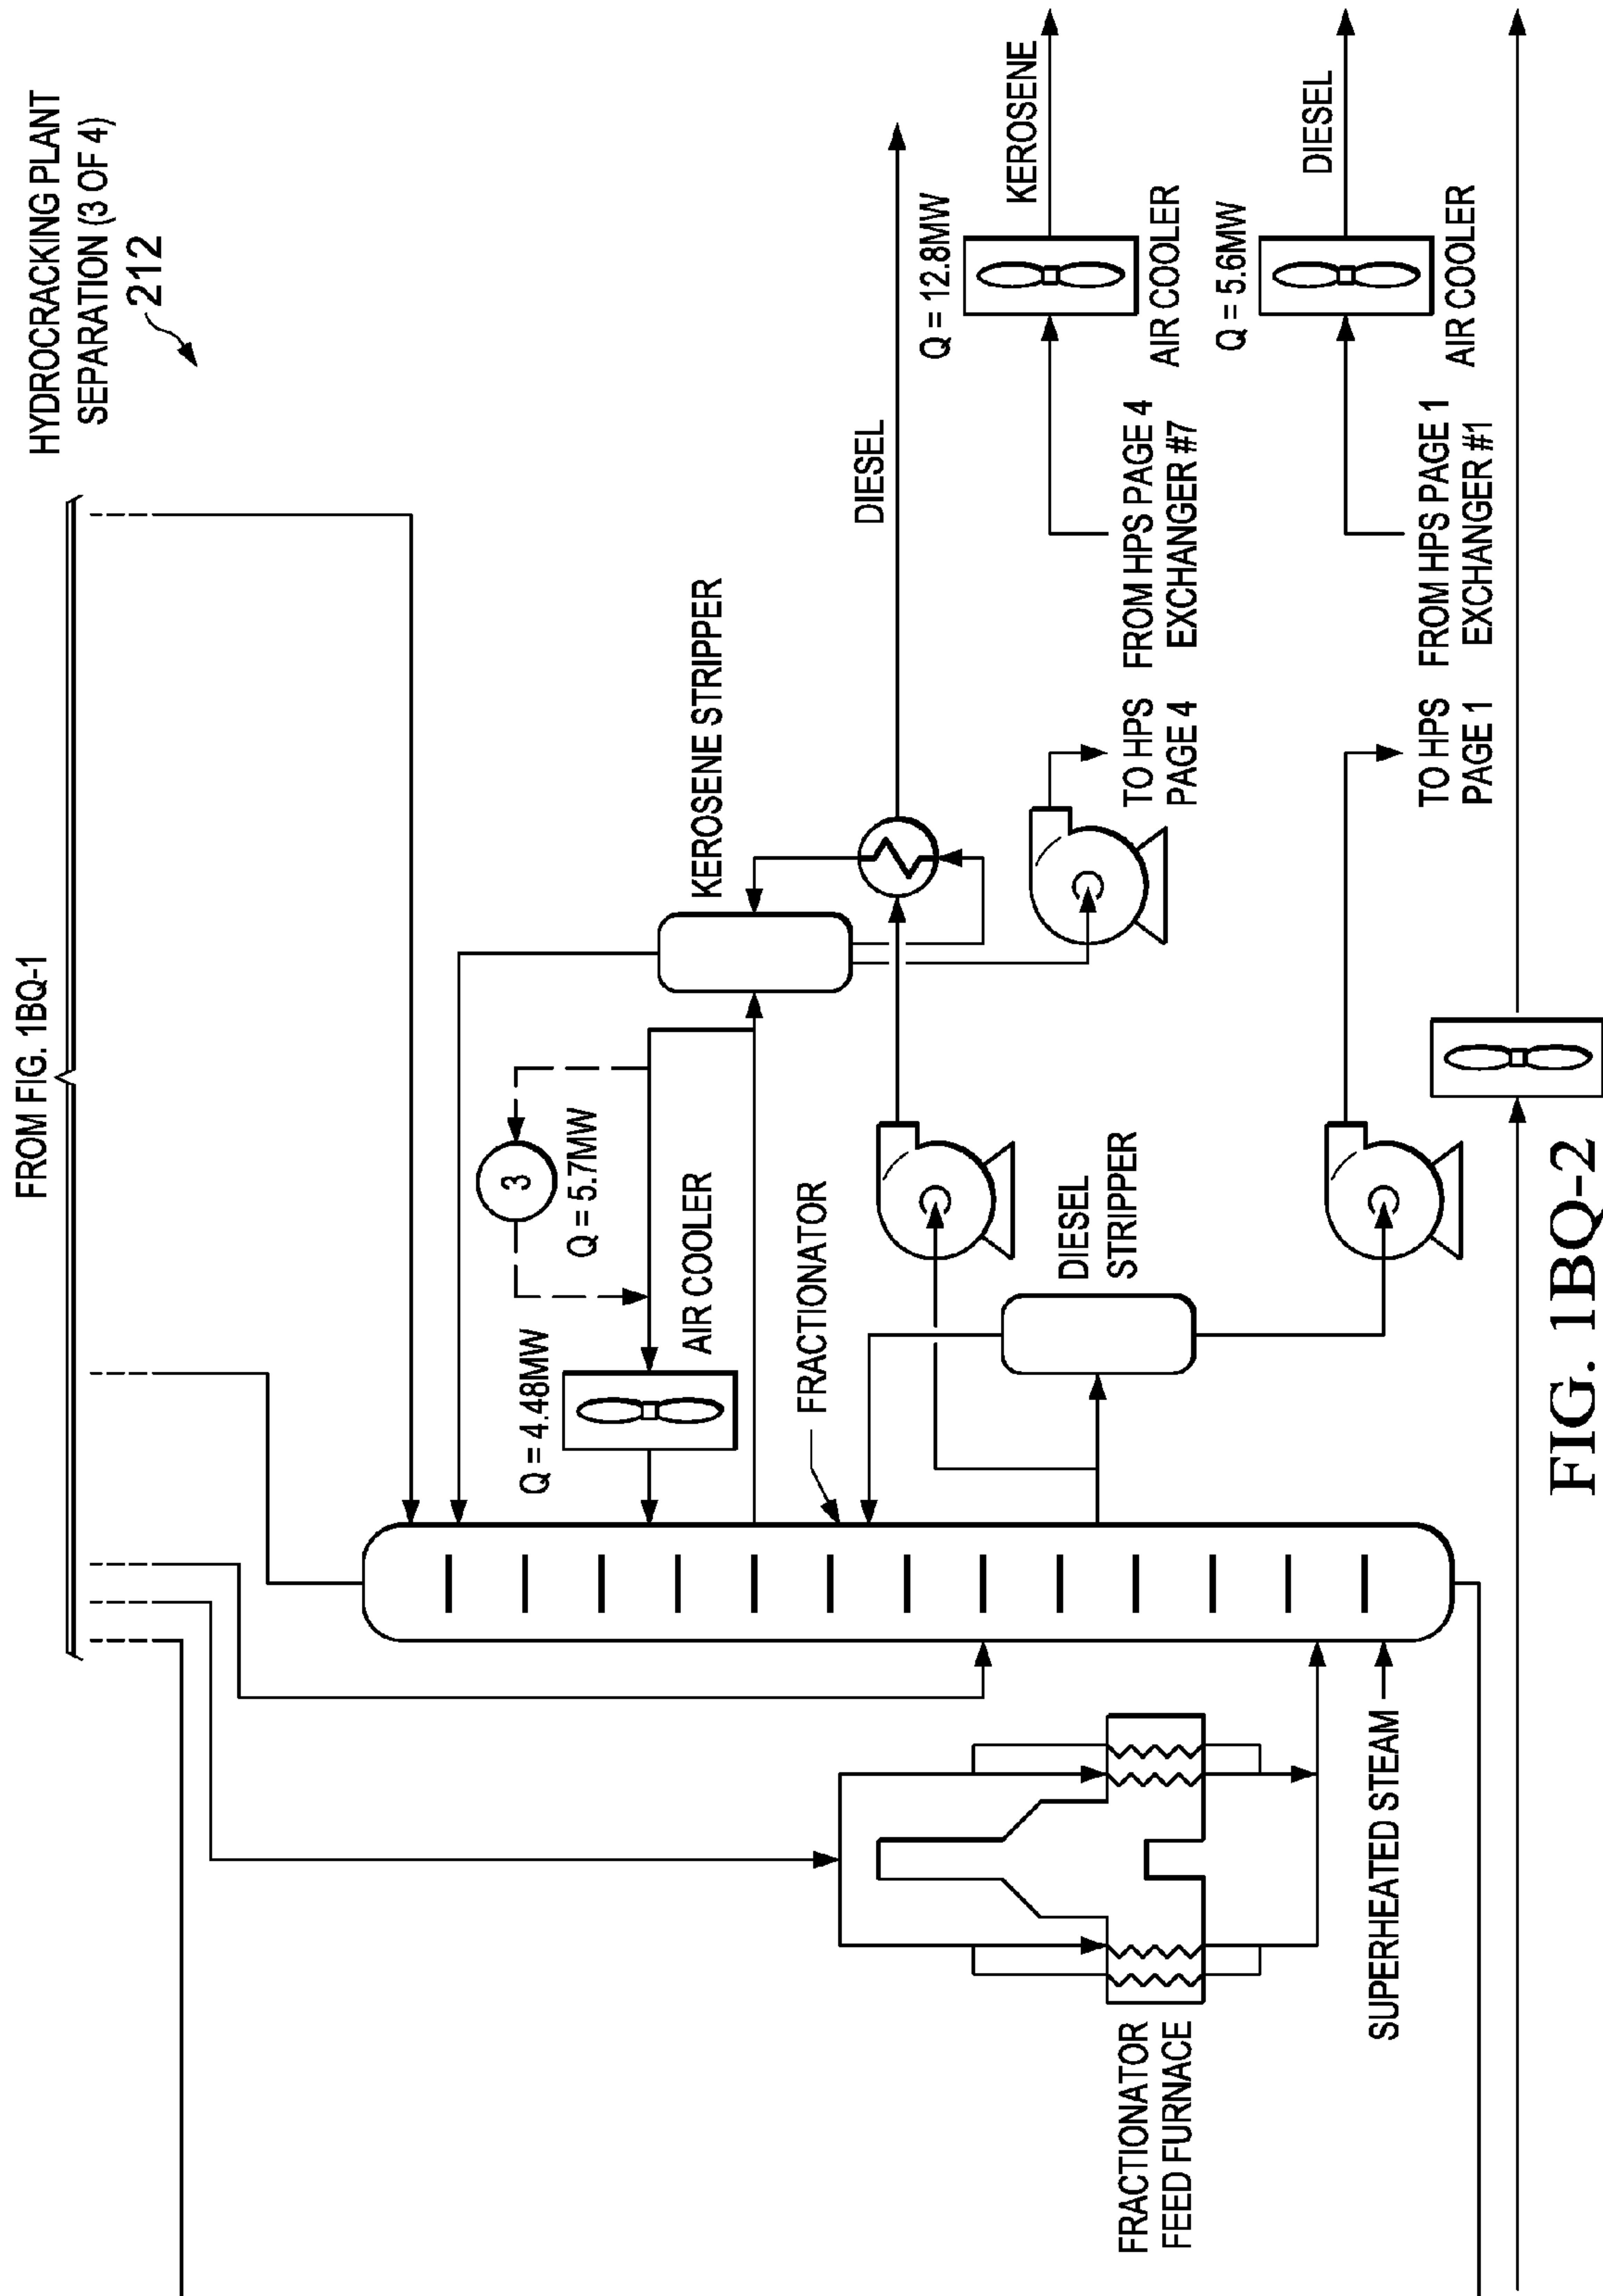 HYDROCRACKING PLANT
SEPARATION (3 OF 4)
212
FROM FIG. 1BQ-1
KEROSENE STRIPPER
3
Q = 5.7MW
Q = 4.48MW
AIR COOLER
FRACTIONATOR
DIESEL
Q = 12.8MW
KEROSENE
AIR COOLER
TO HPS
PAGE 4
FROM HPS PAGE 4
EXCHANGER #7
DIESEL
STRIPPER
Q = 5.6MW
DIESEL
AIR COOLER
TO HPS
PAGE 1
FROM HPS PAGE 1
EXCHANGER #1
FRACTIONATOR
FEED FURNACE
SUPERHEATED STEAM
FIG. 1BQ-2